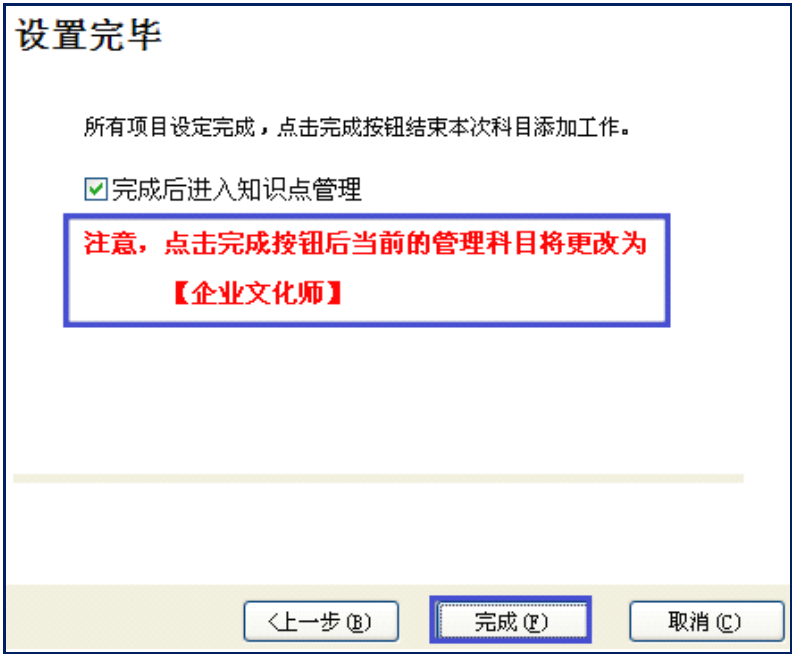 设置完毕
所有项目设定完成，点击完成按钮结束本次科目添加工作。
完成后进入知识点管理
注意，点击完成按钮后当前的管理科目将更改为
【企业文化师】
<上一步(B) 完成(F) 取消(C)